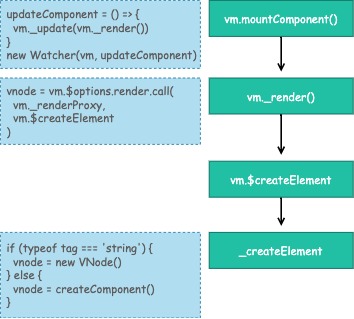 updateComponent = () => {
vm._update(vm._render())
}
new Watcher(vm, updateComponent)
vm.mountComponent()
vnode = vm.$options.render.call(
vm._renderProxy,
vm.$createElement
)
vm._render()
vm.$createElement
if (typeof tag === 'string') {
vnode = new VNode()
} else {
vnode = createComponent()
}
_createElement